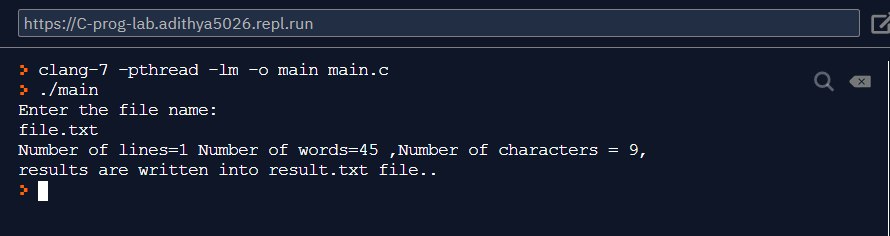 https://C-prog-lab.adithya5026.repl.run
> clang-7 -pthread -lm -o main main.c
> ./main
Enter the file name:
file.txt
Number of lines=1 Number of words=45 ,Number of characters = 9,
results are written into result.txt file..
>